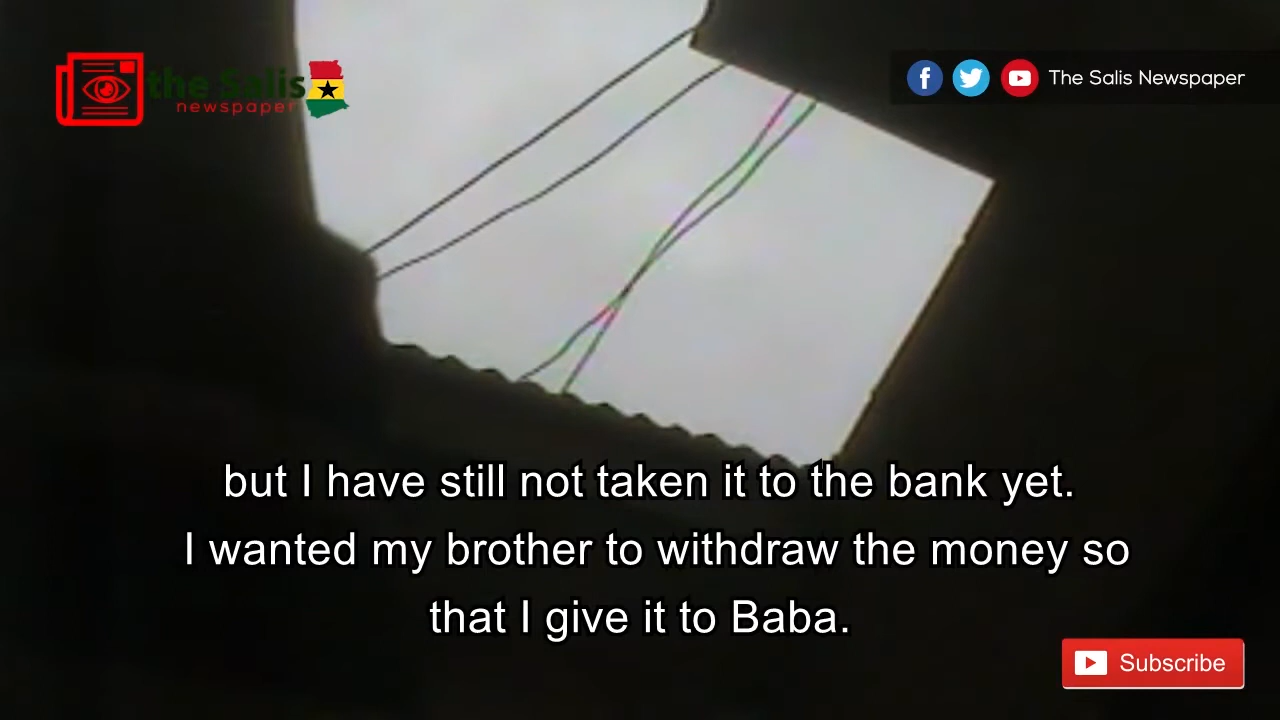 the Salis
newspaper
The Salis Newspaper
but I have still not taken it to the bank yet.
I wanted my brother to withdraw the money so
that I give it to Baba.
Subscribe